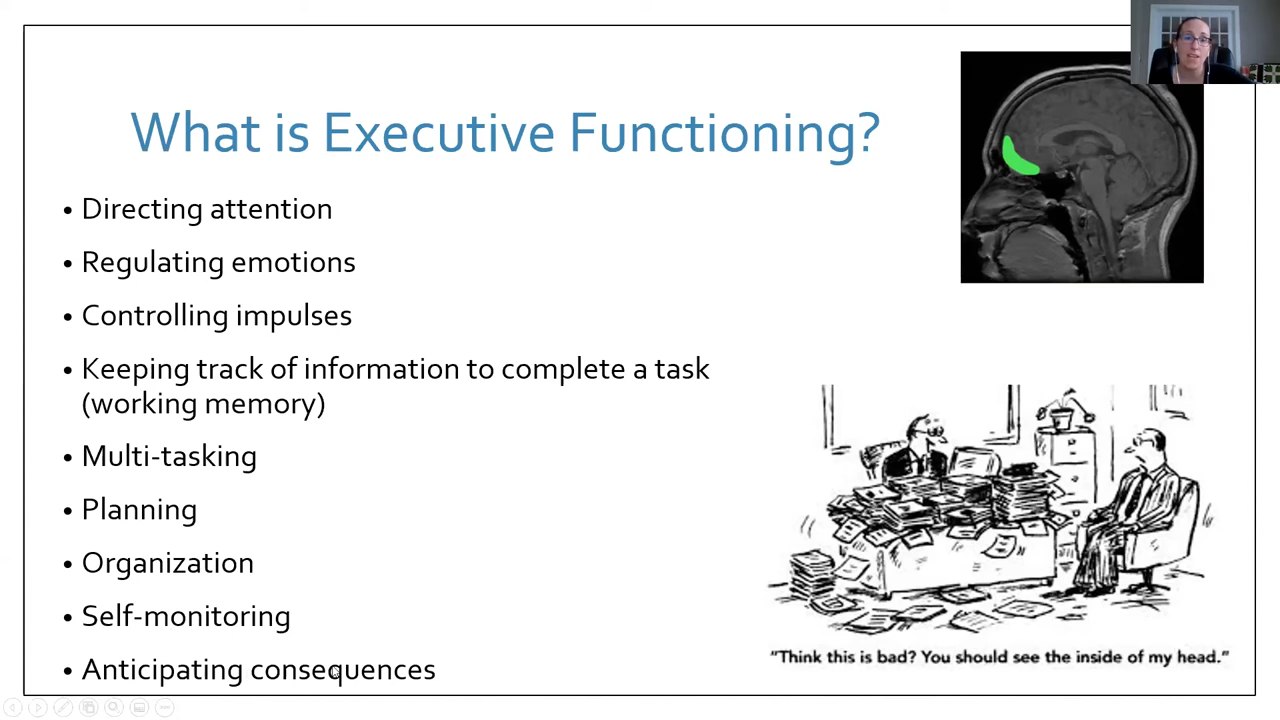 What is Executive Functioning?
• Directing attention
• Regulating emotions
• Controlling impulses
• Keeping track of information to complete a task
(working memory)
• Multi-tasking
• Planning
• Organization
• Self-monitoring
• Anticipating consequences
"Think this is bad? You should see the inside of my head."